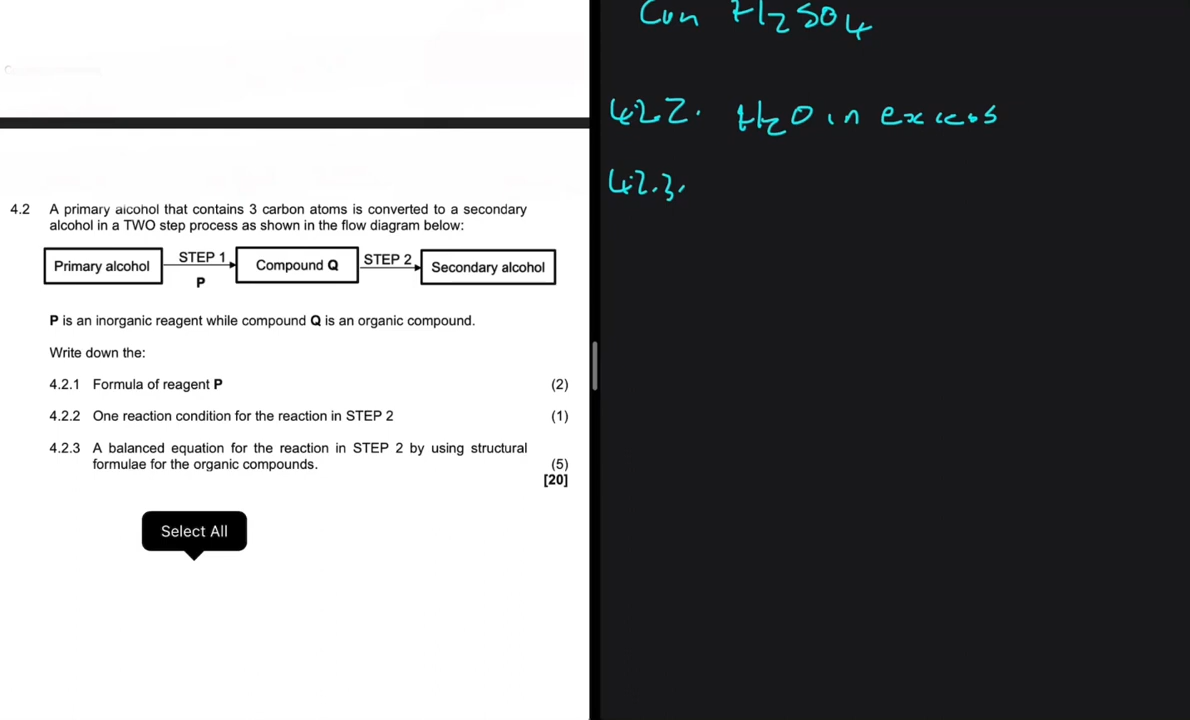 4.2 A primary alcohol that contains 3 carbon atoms is converted to a secondary
alcohol in a TWO step process as shown in the flow diagram below:
Primary alcohol STEP 1 P Compound Q STEP 2 Secondary alcohol
P is an inorganic reagent while compound Q is an organic compound.
Write down the:
4.2.1 Formula of reagent P (2)
4.2.2 One reaction condition for the reaction in STEP 2 (1)
4.2.3 A balanced equation for the reaction in STEP 2 by using structural
formulae for the organic compounds. (5)
[20]
Select All
Con H2SO4
4.2.2. H2O in excess
4.2.3.